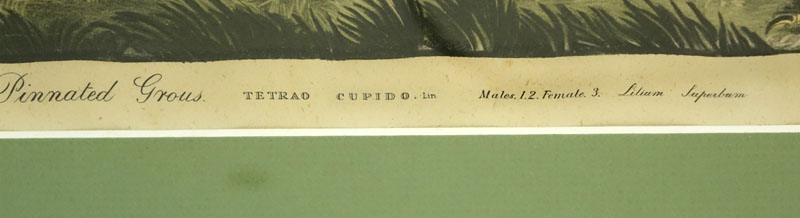 Pinnated Grous. TETRAO CUPIDO. Lin Males. 1. 2. Female. 3. Lilium Superbum